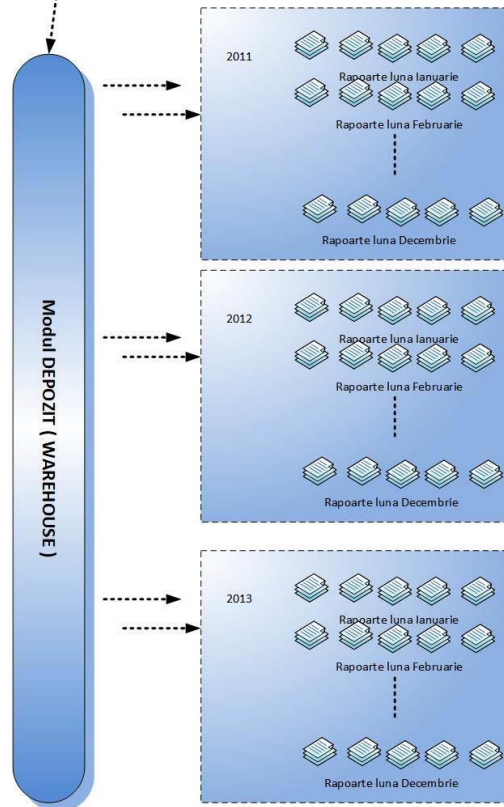 Modul DEPOZIT ( WAREHOUSE )
2011
Rapoarte luna Ianuarie
Rapoarte luna Februarie
Rapoarte luna Decembrie
2012
Rapoarte luna Ianuarie
Rapoarte luna Februarie
Rapoarte luna Decembrie
2013
Rapoarte luna Ianuarie
Rapoarte luna Februarie
Rapoarte luna Decembrie